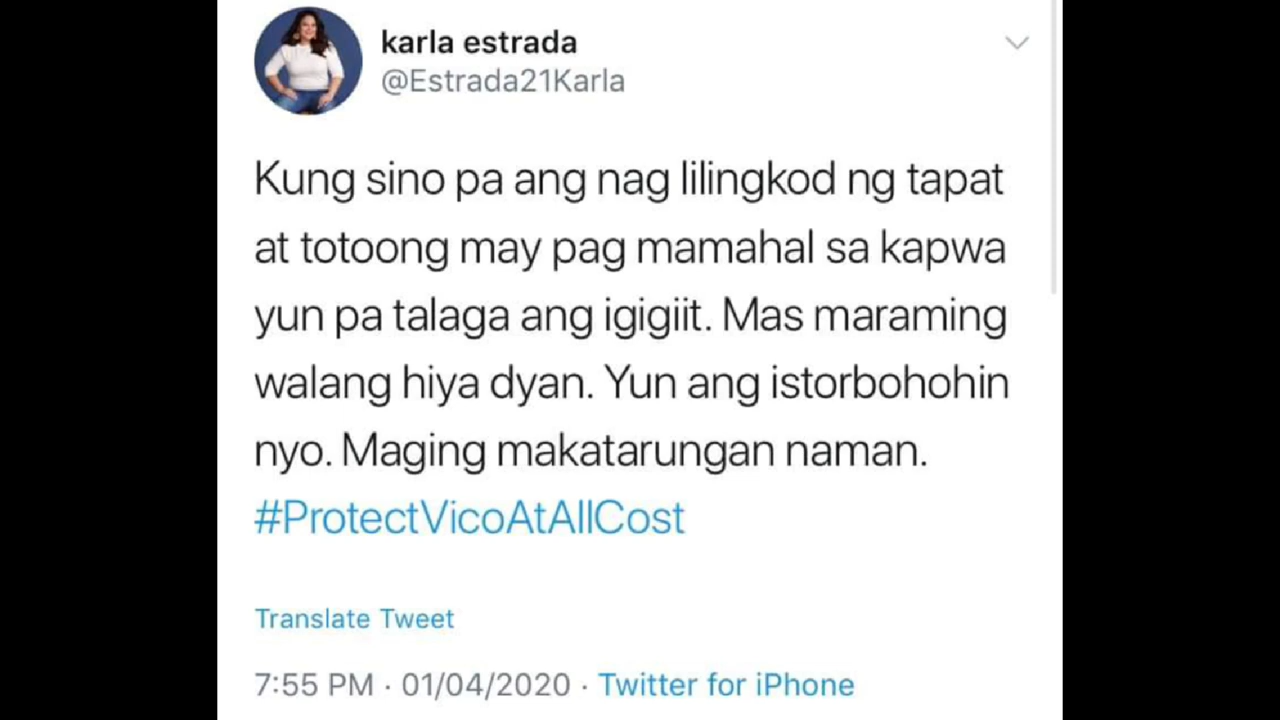 karla estrada
@Estrada21Karla
Kung sino pa ang nag lilingkod ng tapat
at totoong may pag mamahal sa kapwa
yun pa talaga ang igigiit. Mas maraming
walang hiya dyan. Yun ang istorbohohin
nyo. Maging makatarungan naman.
#ProtectVicoAtAllCost
Translate Tweet
7:55 PM · 01/04/2020 · Twitter for iPhone